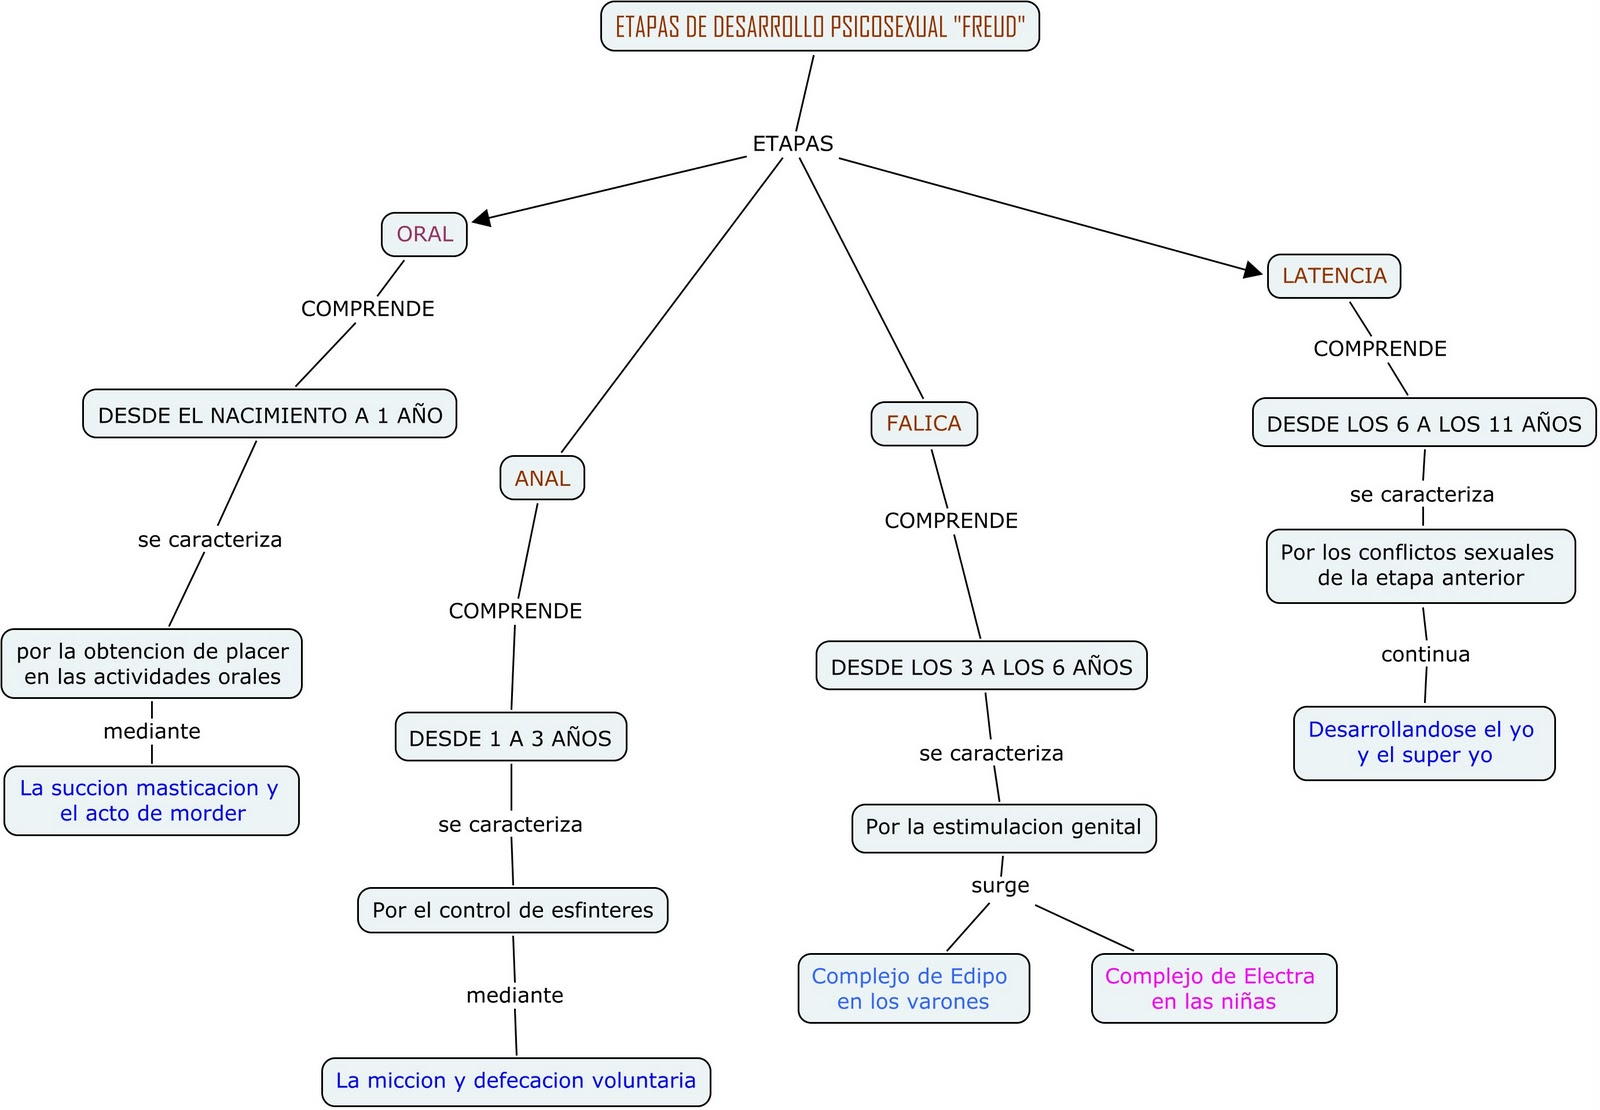 ETAPAS DE DESARROLLO PSICOSEXUAL "FREUD"
ETAPAS
ORAL
COMPRENDE
DESDE EL NACIMIENTO A 1 AÑO
se caracteriza
por la obtencion de placer
en las actividades orales
mediante
La succion masticacion y
el acto de morder
ANAL
COMPRENDE
DESDE 1 A 3 AÑOS
se caracteriza
Por el control de esfinteres
mediante
La miccion y defecacion voluntaria
FALICA
COMPRENDE
DESDE LOS 3 A LOS 6 AÑOS
se caracteriza
Por la estimulacion genital
surge
Complejo de Edipo
en los varones
Complejo de Electra
en las niñas
LATENCIA
COMPRENDE
DESDE LOS 6 A LOS 11 AÑOS
se caracteriza
Por los conflictos sexuales
de la etapa anterior
continua
Desarrollandose el yo
y el super yo